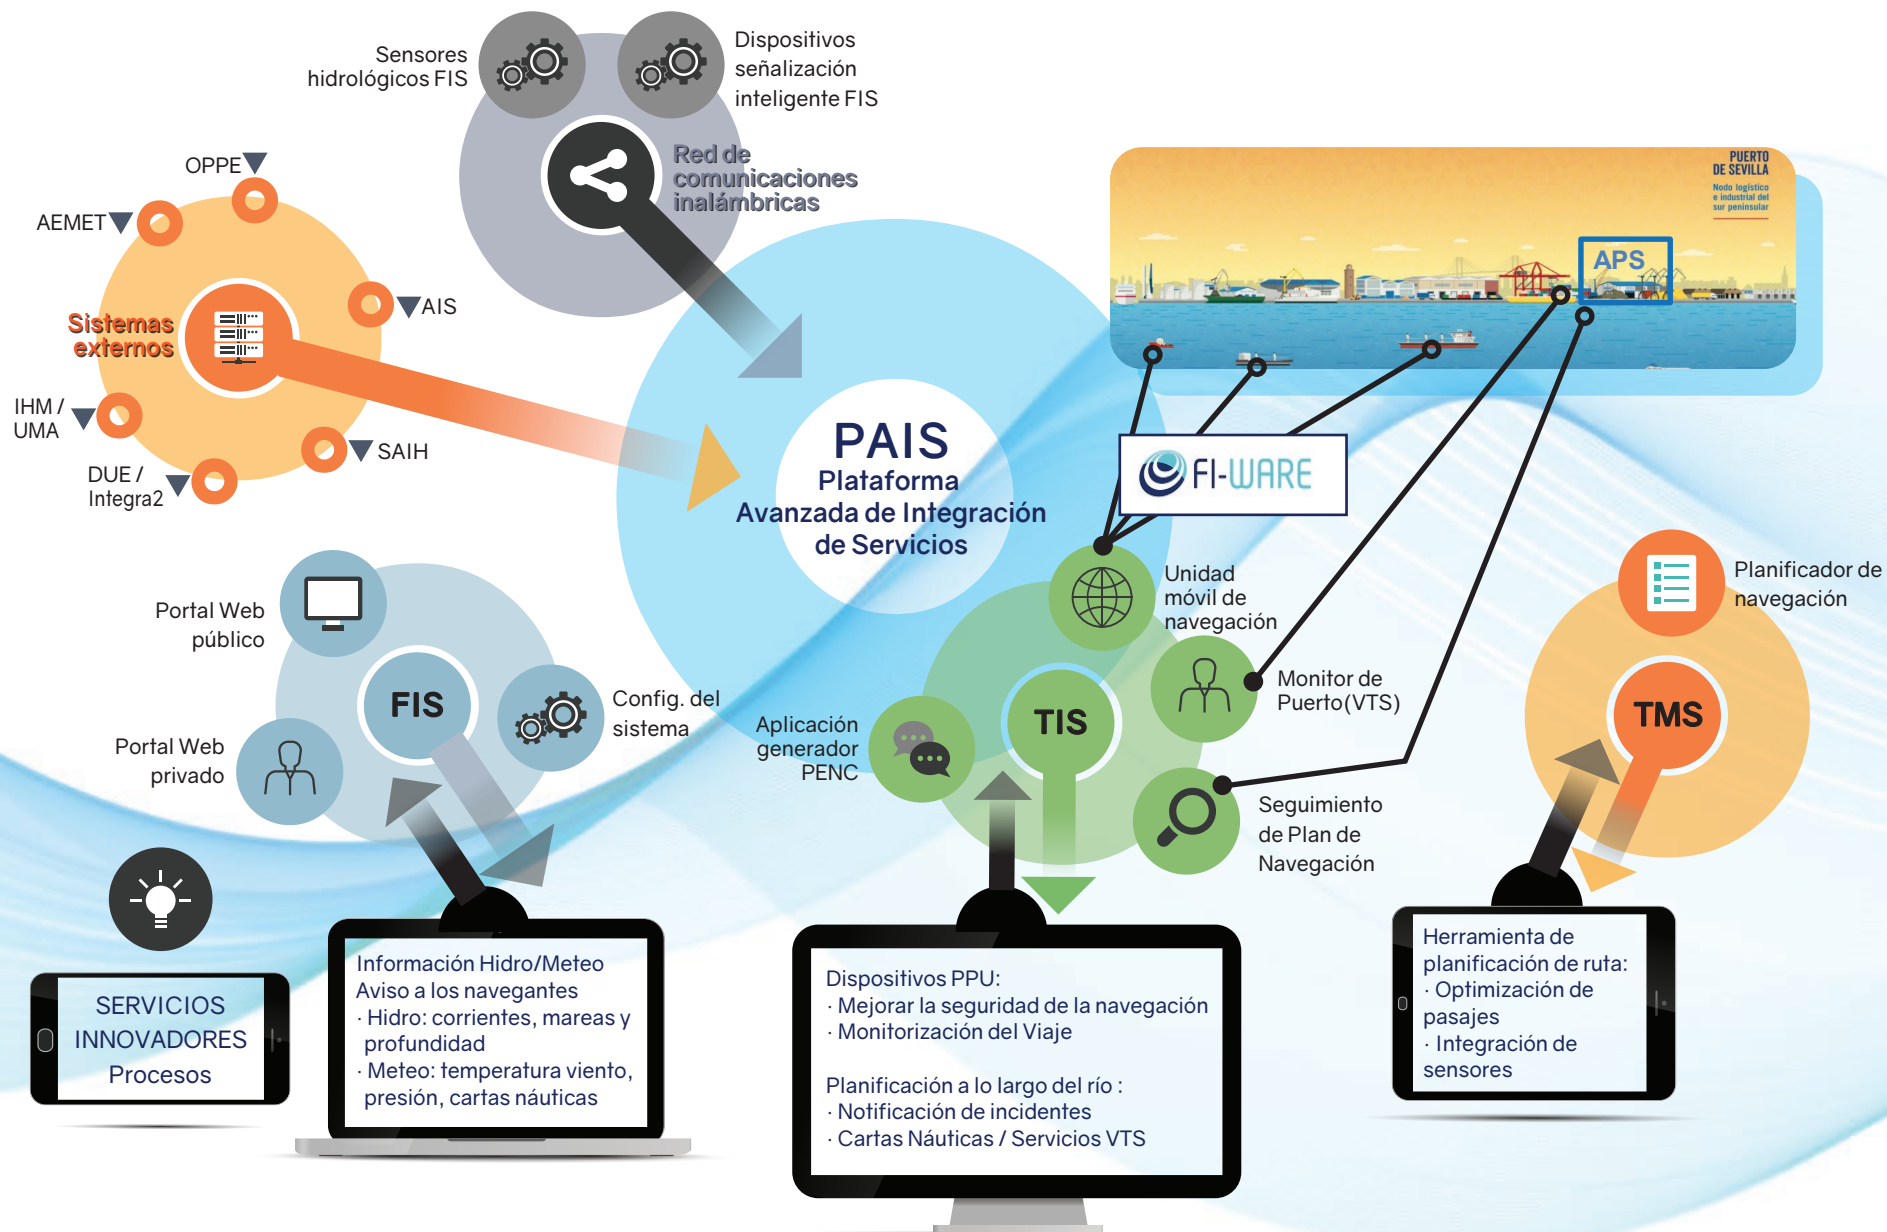 Sensores
hidrológicos FIS
Dispositivos
señalización
inteligente FIS
Red de
comunicaciones
inalámbricas
OPPE
AEMET
AIS
Sistemas
externos
IHM /
UMA
SAIH
DUE /
Integra2
PUERTO
DE SEVILLA
Nodo logístico
e industrial del
sur peninsular
APS
PAIS
Plataforma
Avanzada de Integración
de Servicios
FI-WARE
Portal Web
público
FIS
Config. del
sistema
Portal Web
privado
Unidad
móvil de
navegación
TIS
Monitor de
Puerto(VTS)
Aplicación
generador
PENC
Seguimiento
de Plan de
Navegación
Planificador de
navegación
TMS
SERVICIOS
INNOVADORES
Procesos
Información Hidro/Meteo
Aviso a los navegantes
· Hidro: corrientes, mareas y
profundidad
· Meteo: temperatura viento,
presión, cartas náuticas
Dispositivos PPU:
· Mejorar la seguridad de la navegación
· Monitorización del Viaje
Planificación a lo largo del río :
· Notificación de incidentes
· Cartas Náuticas / Servicios VTS
Herramienta de
planificación de ruta:
· Optimización de
pasajes
· Integración de
sensores